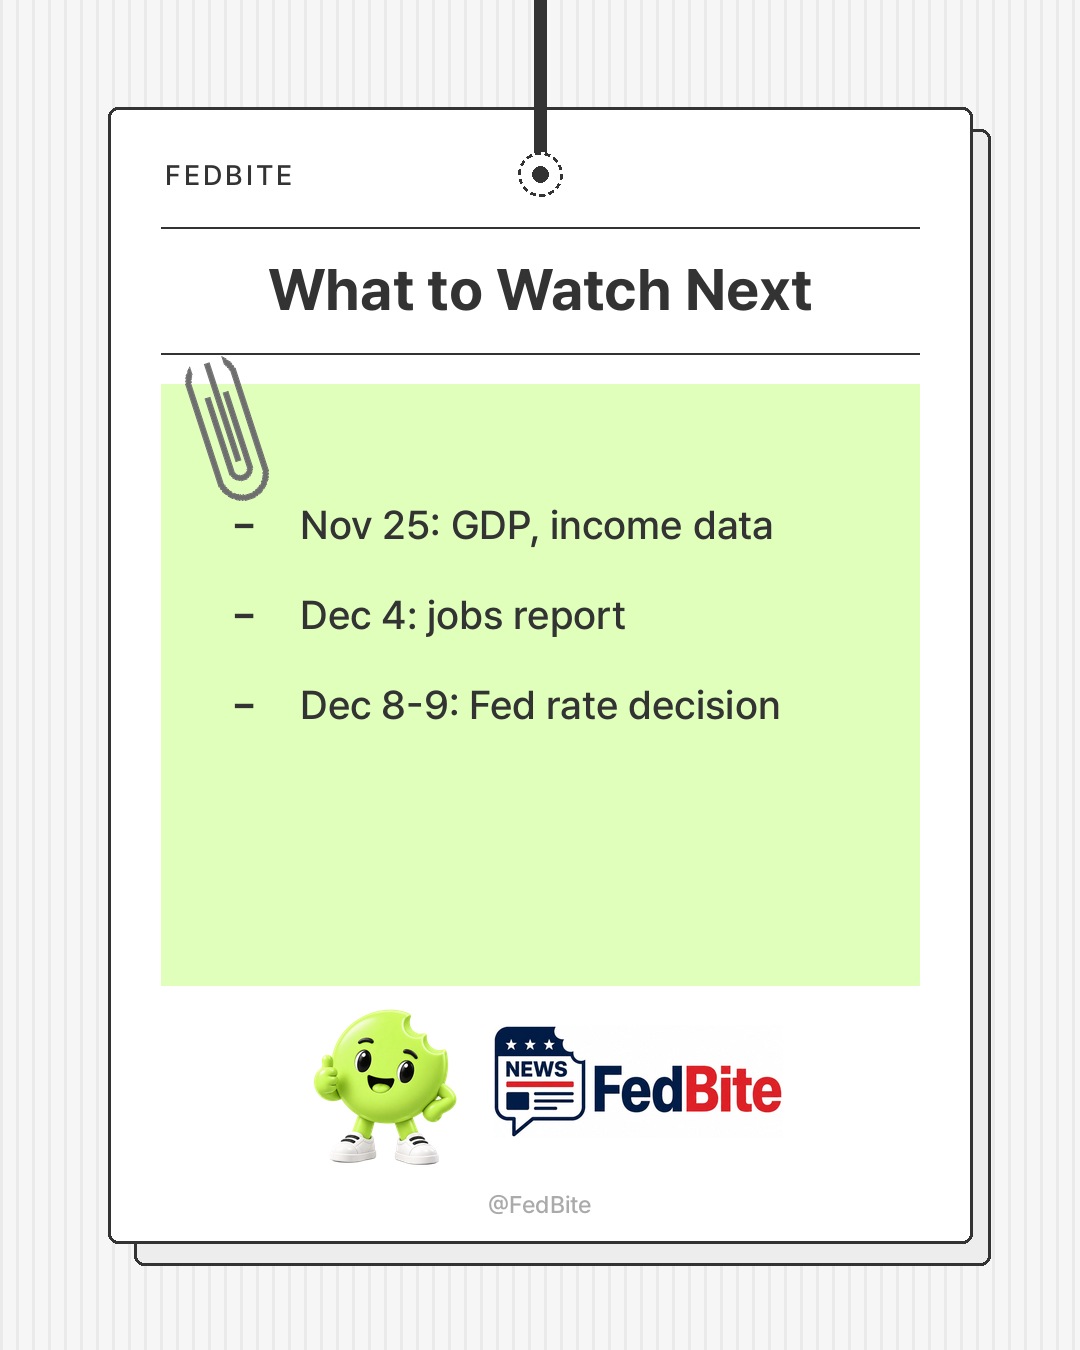 FEDBITE
What to Watch Next
– Nov 25: GDP, income data
– Dec 4: jobs report
– Dec 8-9: Fed rate decision
NEWS
FedBite
@FedBite